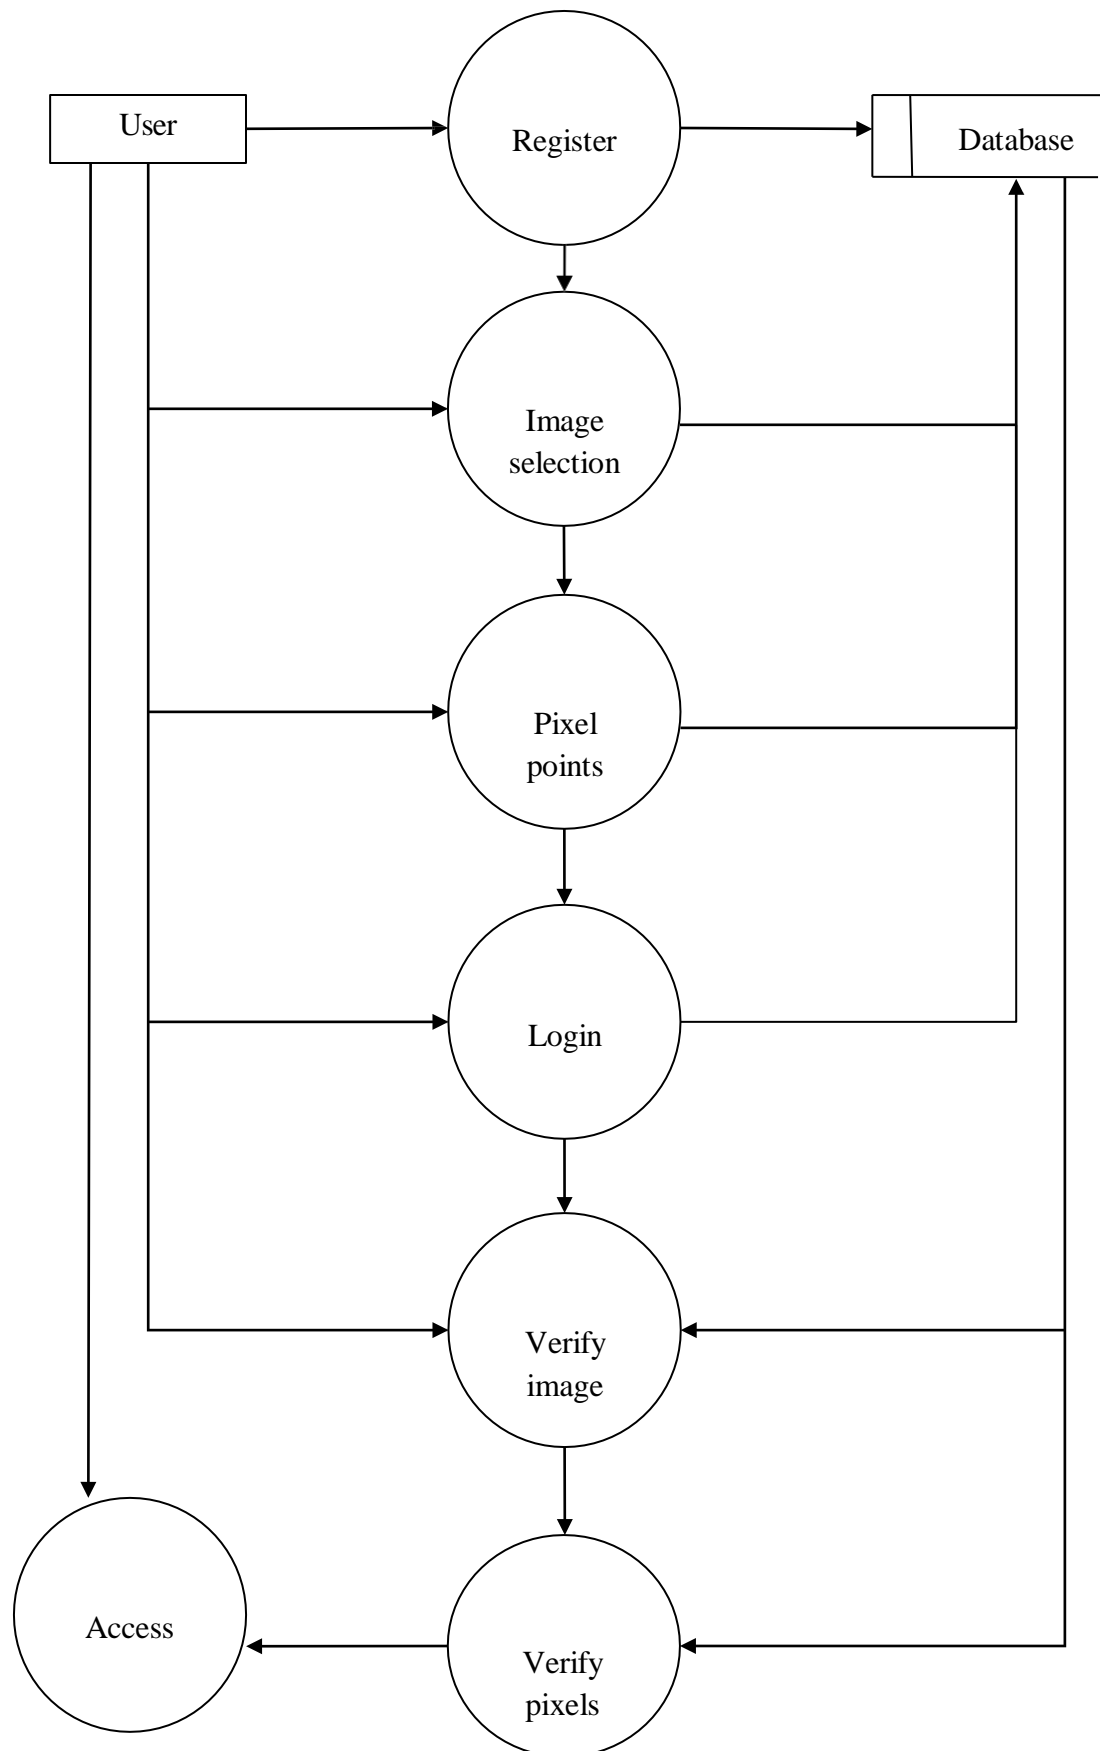 User
Register
Database
Image
selection
Pixel
points
Login
Verify
image
Access
Verify
pixels